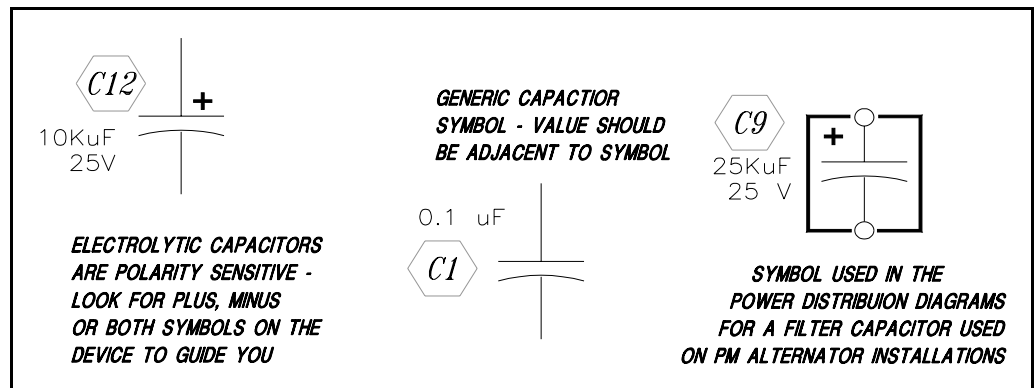 C12
+
10KuF
25V
ELECTROLYTIC CAPACITORS
ARE POLARITY SENSITIVE -
LOOK FOR PLUS, MINUS
OR BOTH SYMBOLS ON THE
DEVICE TO GUIDE YOU
GENERIC CAPACTIOR
SYMBOL - VALUE SHOULD
BE ADJACENT TO SYMBOL
0.1 uF
C1
C9
+
25KuF
25 V
SYMBOL USED IN THE
POWER DISTRIBUION DIAGRAMS
FOR A FILTER CAPACITOR USED
ON PM ALTERNATOR INSTALLATIONS